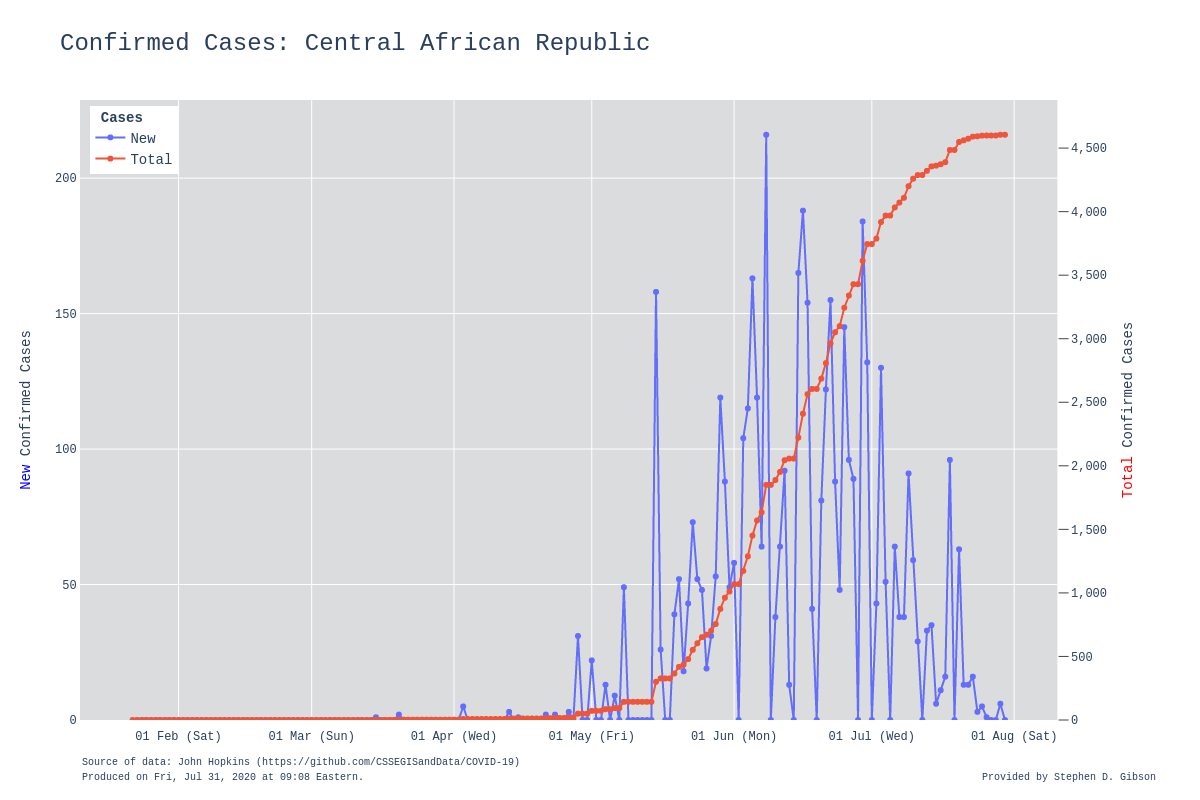 Confirmed Cases: Central African Republic
Cases
New
Total
200
150
100
50
0
4,500
4,000
3,500
3,000
2,500
2,000
1,500
1,000
500
0
New Confirmed Cases
Total Confirmed Cases
01 Feb (Sat) 01 Mar (Sun) 01 Apr (Wed) 01 May (Fri) 01 Jun (Mon) 01 Jul (Wed) 01 Aug (Sat)
Source of data: John Hopkins (https://github.com/CSSEGISandData/COVID-19)
Produced on Fri, Jul 31, 2020 at 09:08 Eastern.
Provided by Stephen D. Gibson